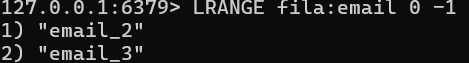 127.0.0.1:6379> LRANGE fila:email 0 -1
1) "email_2"
2) "email_3"